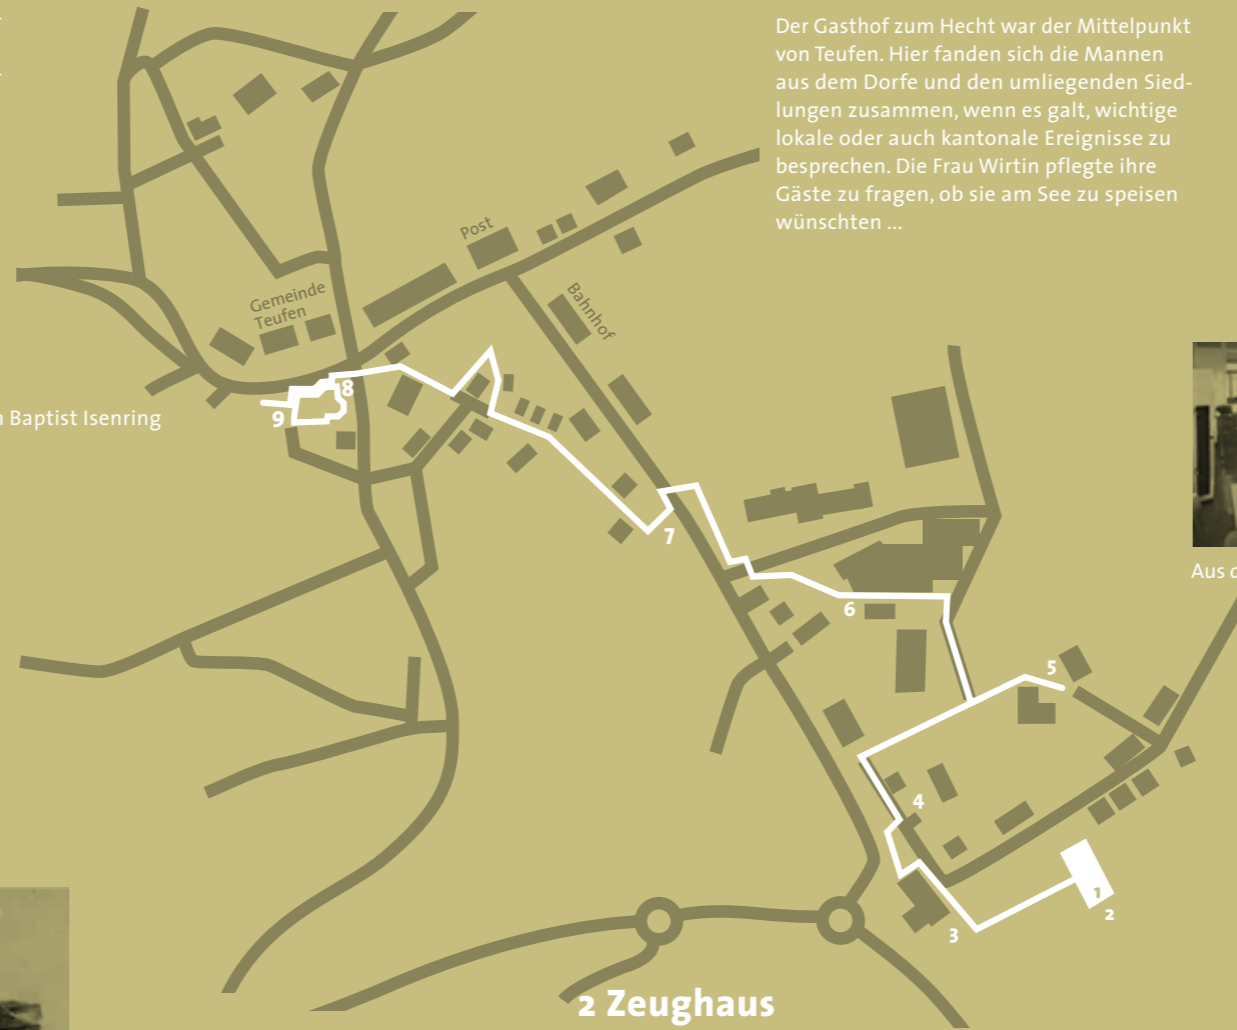 Der Gasthof zum Hecht war der Mittelpunkt
von Teufen. Hier fanden sich die Mannen
aus dem Dorfe und den umliegenden Sied-
lungen zusammen, wenn es galt, wichtige
lokale oder auch kantonale Ereignisse zu
besprechen. Die Frau Wirtin pflegte ihre
Gäste zu fragen, ob sie am See zu speisen
wünschten ...
Post
Gemeinde
Teufen
Bahnhof
8
9
Baptist Isenring
7
6
5
4
3
1
2
Aus
2 Zeughaus